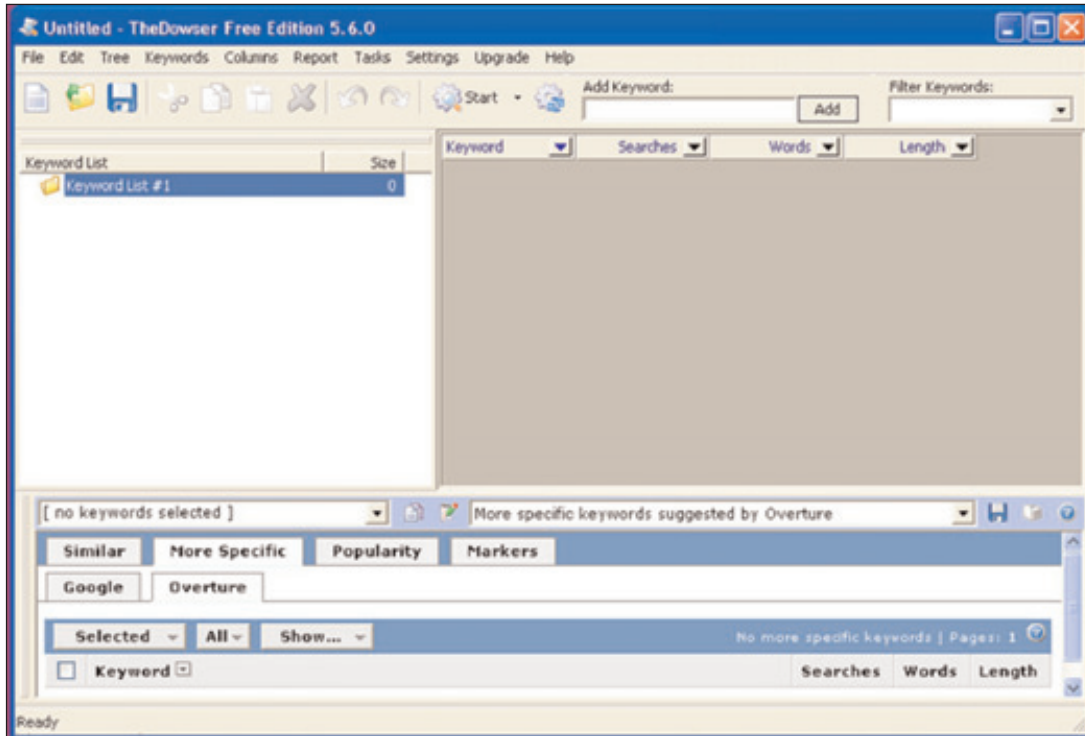 Untitled - TheDowser Free Edition 5.6.0
File Edit Tree Keywords Columns Report Tasks Settings Upgrade Help
Start Add Keyword: Add Filter Keywords:
Keyword List Size
Keyword List #1 0
Keyword Searches Words Length
[ no keywords selected ] More specific keywords suggested by Overture
Similar More Specific Popularity Markers
Google Overture
Selected All Show... No more specific keywords | Pages: 1
Keyword Searches Words Length
Ready